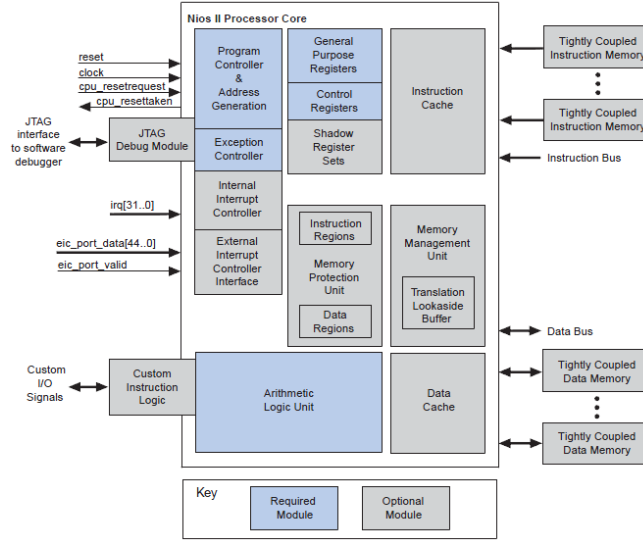 Nios II Processor Core
reset
clock
cpu_resetrequest
cpu_resettaken
JTAG
interface
to software
debugger
JTAG
Debug Module
irq[31..0]
eic_port_data[44..0]
eic_port_valid
Custom
I/O
Signals
Custom
Instruction
Logic
Program
Controller
&
Address
Generation
Exception
Controller
Internal
Interrupt
Controller
External
Interrupt
Controller
Interface
General
Purpose
Registers
Control
Registers
Shadow
Register
Sets
Instruction
Cache
Instruction
Regions
Memory
Protection
Unit
Data
Regions
Memory
Management
Unit
Translation
Lookaside
Buffer
Arithmetic
Logic Unit
Data
Cache
Tightly Coupled
Instruction Memory
Tightly Coupled
Instruction Memory
Instruction Bus
Data Bus
Tightly Coupled
Data Memory
Tightly Coupled
Data Memory
Key
Required
Module
Optional
Module